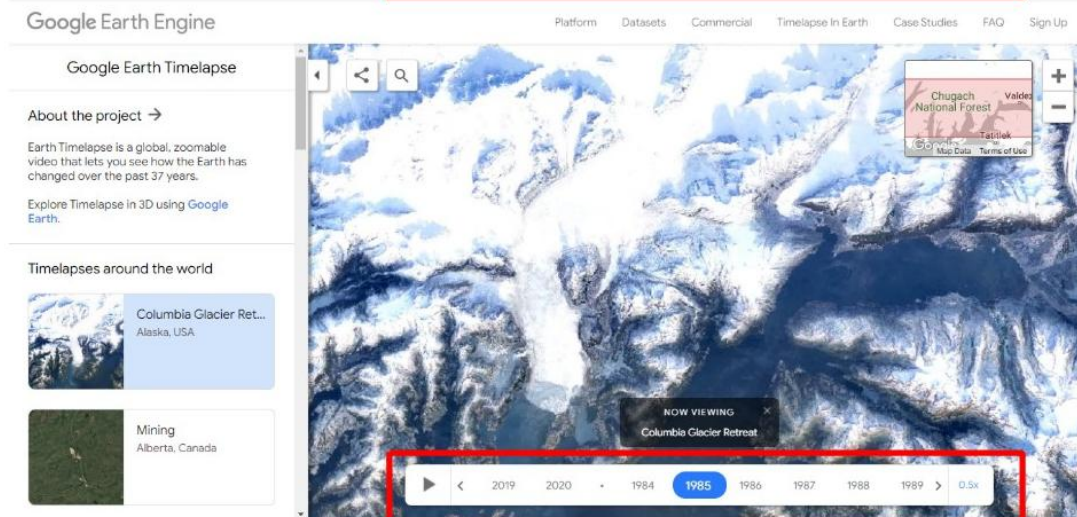 Google Earth Engine
Platform Datasets Commercial Timelapse In Earth Case Studies FAQ Sign Up
Google Earth Timelapse
About the project →
Earth Timelapse is a global, zoomable
video that lets you see how the Earth has
changed over the past 37 years.
Explore Timelapse in 3D using Google
Earth.
Timelapses around the world
Columbia Glacier Ret...
Alaska, USA
Mining
Alberta, Canada
Chugach
National Forest
Valdez
Tatitlek
Google
Map Data Terms of Use
NOW VIEWING
Columbia Glacier Retreat
2019 2020 - 1984 1985 1986 1987 1988 1989 0.5x